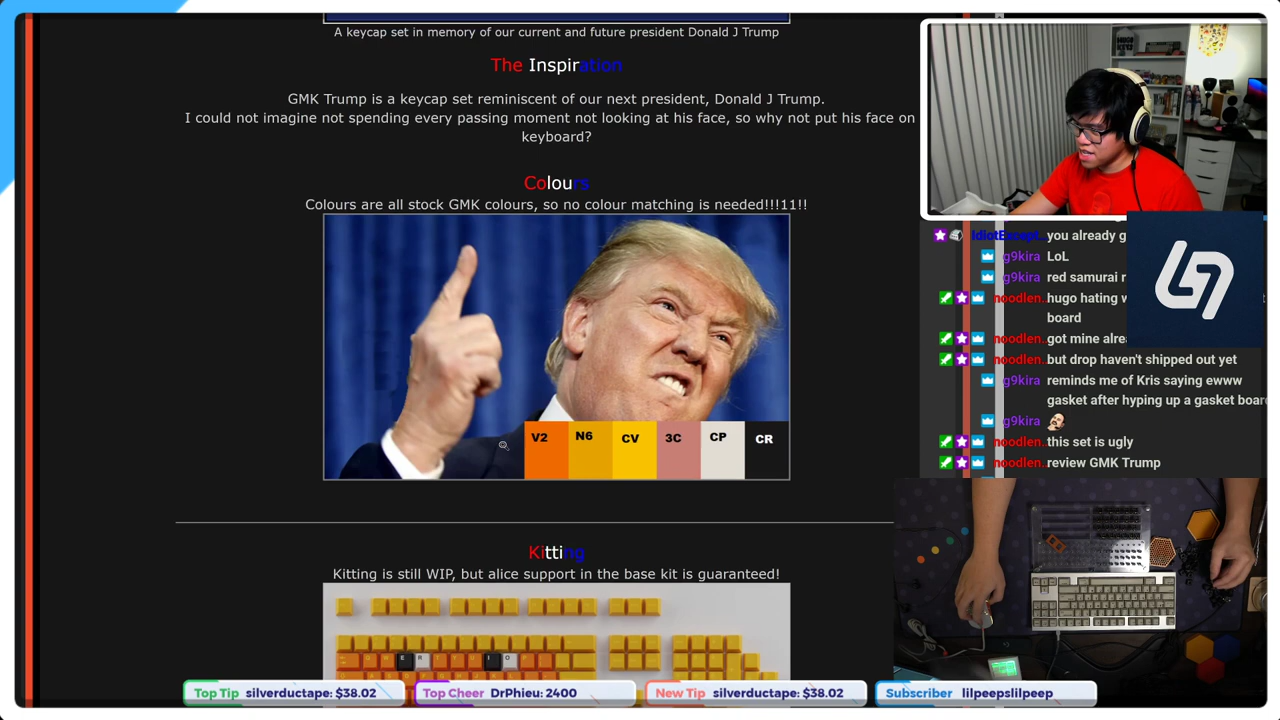 A keycap set in memory of our current and future president Donald J Trump
The Inspiration
GMK Trump is a keycap set reminiscent of our next president, Donald J Trump.
I could not imagine not spending every passing moment not looking at his face, so why not put his face on
keyboard?
Colours
Colours are all stock GMK colours, so no colour matching is needed!!!11!!
V2 N6 CV 3C CP CR
Kitting
Kitting is still WIP, but alice support in the base kit is guaranteed!
you already g
g9kira LoL
g9kira red samurai r
noodlen.. hugo hating w
board
noodlen.. got mine alrea
noodlen.. but drop haven't shipped out yet
g9kira reminds me of Kris saying ewww
gasket after hyping up a gasket boar
g9kira
noodlen.. this set is ugly
noodlen.. review GMK Trump
Top Tip silverductape: $38.02
Top Cheer DrPhieu: 2400
New Tip silverductape: $38.02
Subscriber lilpeepslilpeep